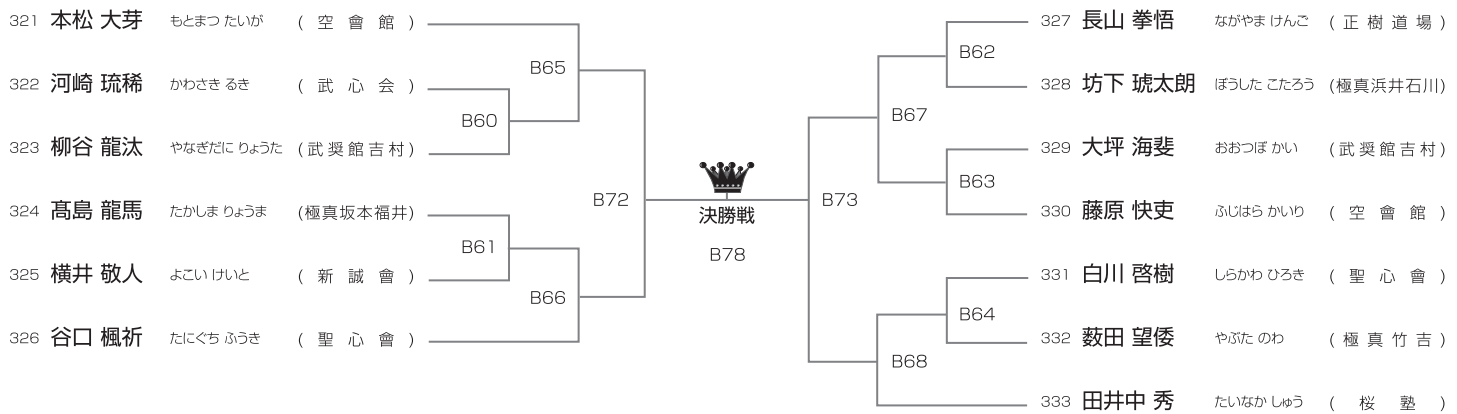 321 本松 大芽 もとまつ たいが (空會館)
B65
322 河崎 琉稀 かわさき るき (武心会)
B60
323 柳谷 龍汰 やなぎだに りょうた (武奨館吉村)
B72
324 髙島 龍馬 たかしま りょうま (極真坂本福井)
B61
325 横井 敬人 よこい けいと (新誠會)
B66
326 谷口 楓祈 たにぐち ふうき (聖心會)
決勝戦
B78
327 長山 拳悟 ながやま けんご (正樹道場)
B62
328 坊下 琥太朗 ぼうした こたろう (極真浜井石川)
B67
329 大坪 海斐 おおつぼ かい (武奨館吉村)
B63
330 藤原 快吏 ふじはら かいり (空會館)
B73
331 白川 啓樹 しらかわ ひろき (聖心會)
B64
332 薮田 望倭 やぶた のわ (極真竹吉)
B68
333 田井中 秀 たいなか しゅう (桜塾)